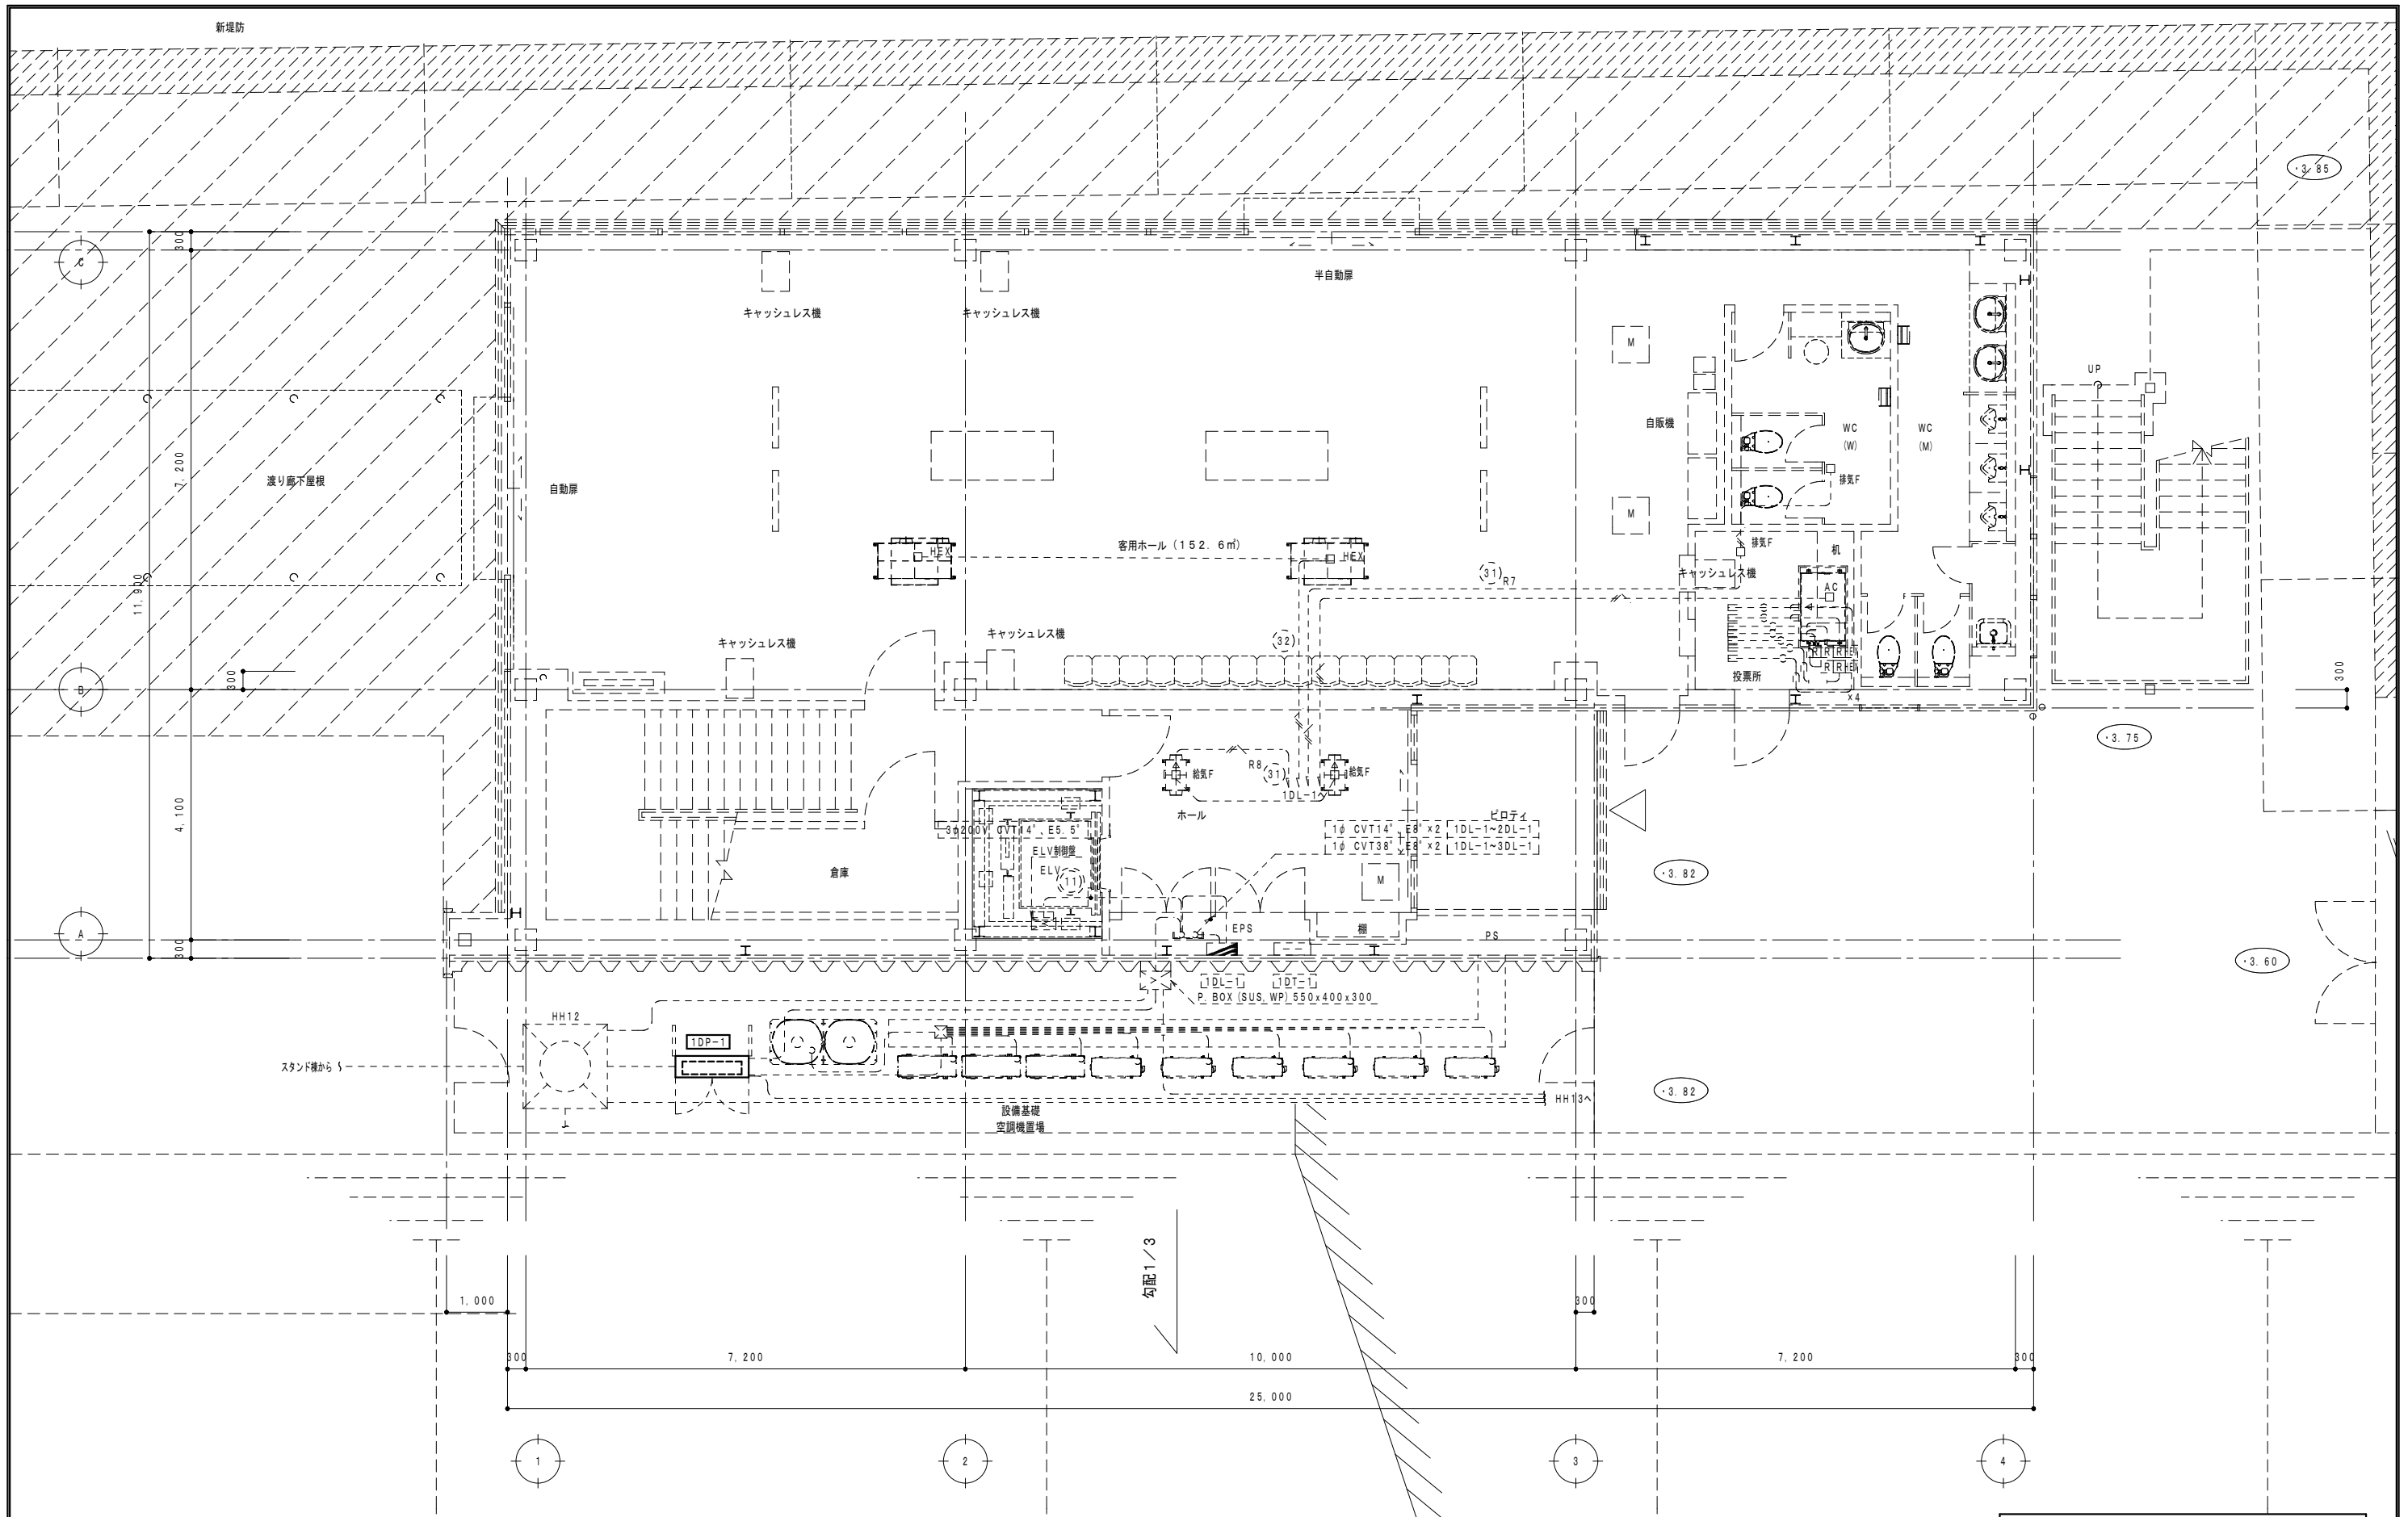 新堤防
・3.85
300
C
半自動扉
キャッシュレス機
キャッシュレス機
M
UP
自販機
WC
(W)
WC
(M)
7,200
渡り廊下屋根
自動扉
排気F
M
客用ホール (152.6㎡)
HEX
HEX
排気F
机
31
R7
キャッシュレス機
AC
11,900
キャッシュレス機
キャッシュレス機
32
R R R E
R R E
投票所
×4
300
B
300
・3.75
給気F
R8
31
給気F
1DL-1へ
4,100
ホール
ピロティ
3φ200V CVT14°、E5.5°
1φ CVT14°、E8°×2
1DL-1~2DL-1
1φ CVT38°、E8°×2
1DL-1~3DL-1
ELV制御盤
ELV
11
倉庫
M
・3.82
A
EPS
棚
PS
300
・3.60
1DL-1
1DT-1
P.BOX(SUS,WP)550x400x300
HH12
1DP-1
スタンド棟から
・3.82
HH13へ
設備基礎
空調機置場
勾配1/3
1,000
300
300
7,200
10,000
7,200
300
25,000
1
2
3
4